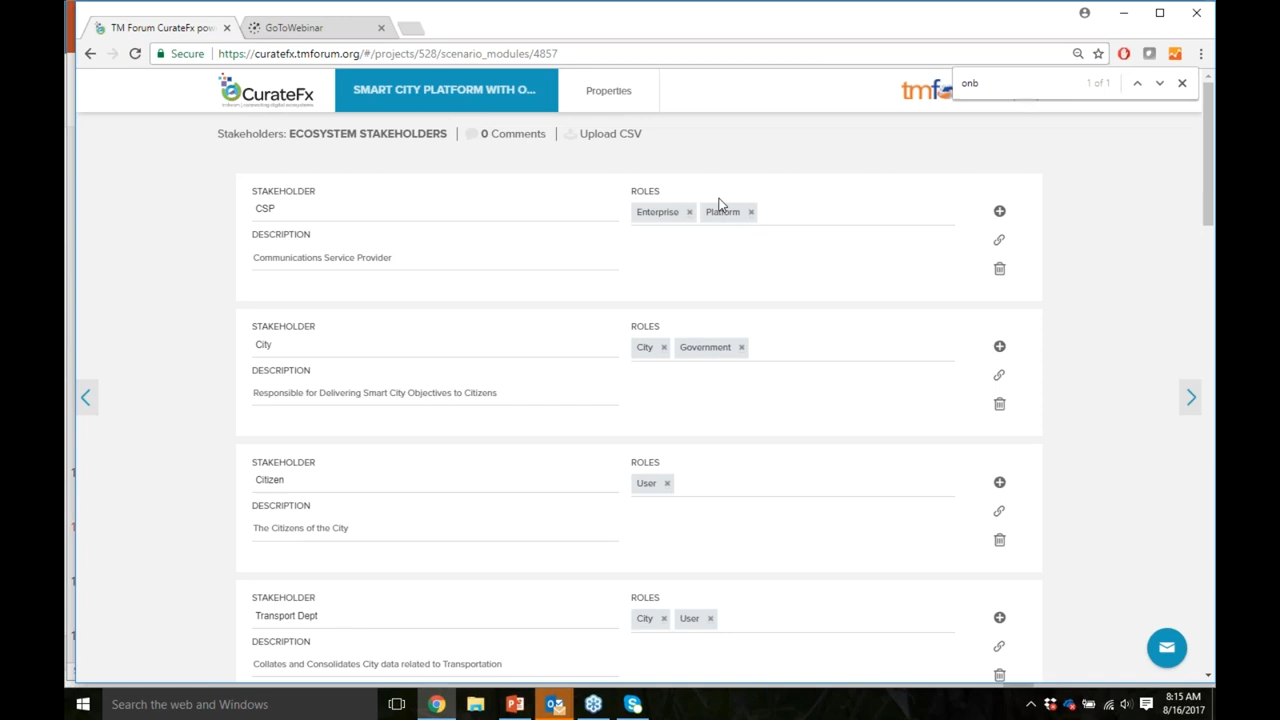 TM Forum CurateFx pow
GoToWebinar
Secure
https://curatefx.tmforum.org/#/projects/528/scenario_modules/4857
onb
1 of 1
CurateFx
SMART CITY PLATFORM WITH O...
Properties
tmfo
Stakeholders: ECOSYSTEM STAKEHOLDERS
0 Comments
Upload CSV
STAKEHOLDER
ROLES
CSP
Enterprise
Platform
DESCRIPTION
Communications Service Provider
STAKEHOLDER
ROLES
City
City
Government
DESCRIPTION
Responsible for Delivering Smart City Objectives to Citizens
STAKEHOLDER
ROLES
Citizen
User
DESCRIPTION
The Citizens of the City
STAKEHOLDER
ROLES
Transport Dept
City
User
DESCRIPTION
Collates and Consolidates City data related to Transportation
Search the web and Windows
8:15 AM
8/16/2017